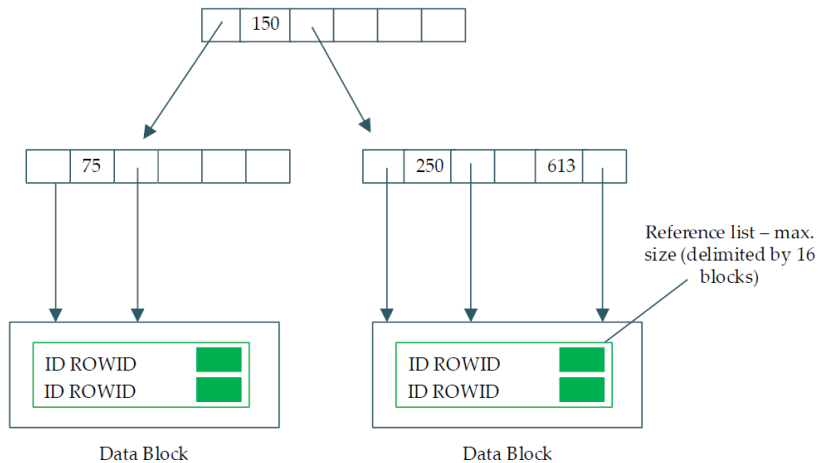 150
75
250 613
Reference list – max.
size (delimited by 16
blocks)
ID ROWID
ID ROWID
ID ROWID
ID ROWID
Data Block
Data Block